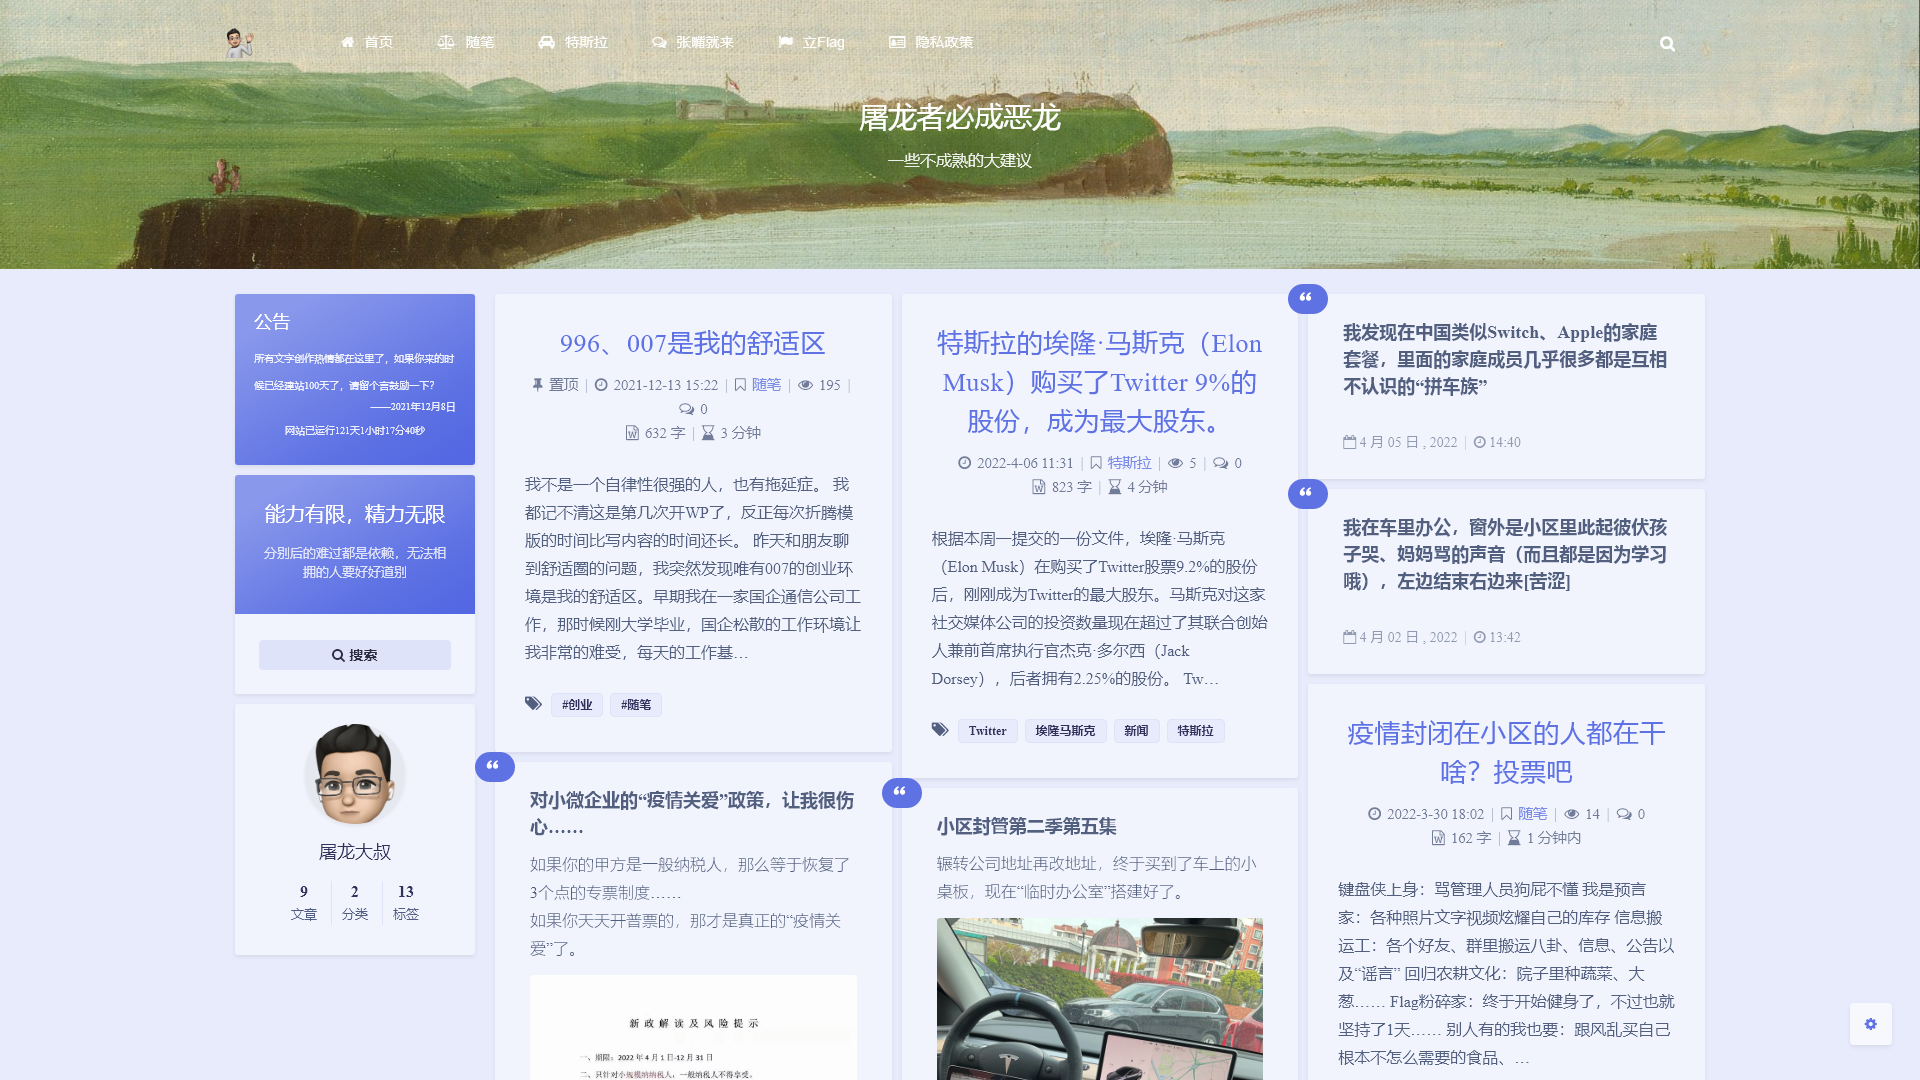 首页
随笔
特斯拉
张嘴就来
立Flag
隐私政策
屠龙者必成恶龙
一些不成熟的大建议
公告
所有文字创作热情都在这里了，如果你来的时
候已经建站100天了，请留个言鼓励一下？
——2021年12月8日
网站已运行121天1小时17分40秒
能力有限，精力无限
分别后的难过都是依赖，无法相
拥的人要好好道别
搜索
屠龙大叔
9
文章
2
分类
13
标签
996、007是我的舒适区
置顶 | 2021-12-13 15:22 | 随笔 | 195 |
0
632 字 | 3 分钟
我不是一个自律性很强的人，也有拖延症。 我
都记不清这是第几次开WP了，反正每次折腾模
版的时间比写内容的时间还长。 昨天和朋友聊
到舒适圈的问题，我突然发现唯有007的创业环
境是我的舒适区。早期我在一家国企通信公司工
作，那时候刚大学毕业，国企松散的工作环境让
我非常的难受，每天的工作基…
#创业 #随笔
对小微企业的“疫情关爱”政策，让我很伤
心……
如果你的甲方是一般纳税人，那么等于恢复了
3个点的专票制度……
如果你天天开普票的，那才是真正的“疫情关
爱”了。
新政解读及风险提示
一、期限：2022 年 4 月 1 日-12 月 31 日
二、只针对小规模纳纳税人，一般纳税人不得享受。
特斯拉的埃隆·马斯克（Elon
Musk）购买了Twitter 9%的
股份，成为最大股东。
2022-4-06 11:31 | 特斯拉 | 5 | 0
823 字 | 4 分钟
根据本周一提交的一份文件，埃隆·马斯克
（Elon Musk）在购买了Twitter股票9.2%的股份
后，刚刚成为Twitter的最大股东。马斯克对这家
社交媒体公司的投资数量现在超过了其联合创始
人兼前首席执行官杰克·多尔西（Jack
Dorsey），后者拥有2.25%的股份。 Tw…
Twitter 埃隆马斯克 新闻 特斯拉
小区封管第二季第五集
辗转公司地址再改地址，终于买到了车上的小
桌板，现在“临时办公室”搭建好了。
我发现在中国类似Switch、Apple的家庭
套餐，里面的家庭成员几乎很多都是互相
不认识的“拼车族”
4 月 05 日 , 2022 | 14:40
我在车里办公，窗外是小区里此起彼伏孩
子哭、妈妈骂的声音（而且都是因为学习
哦），左边结束右边来[苦涩]
4 月 02 日 , 2022 | 13:42
疫情封闭在小区的人都在干
啥？投票吧
2022-3-30 18:02 | 随笔 | 14 | 0
162 字 | 1 分钟内
键盘侠上身：骂管理人员狗屁不懂 我是预言
家：各种照片文字视频炫耀自己的库存 信息搬
运工：各个好友、群里搬运八卦、信息、公告以
及“谣言” 回归农耕文化：院子里种蔬菜、大
葱…… Flag粉碎家：终于开始健身了，不过也就
坚持了1天…… 别人有的我也要：跟风乱买自己
根本不怎么需要的食品、…